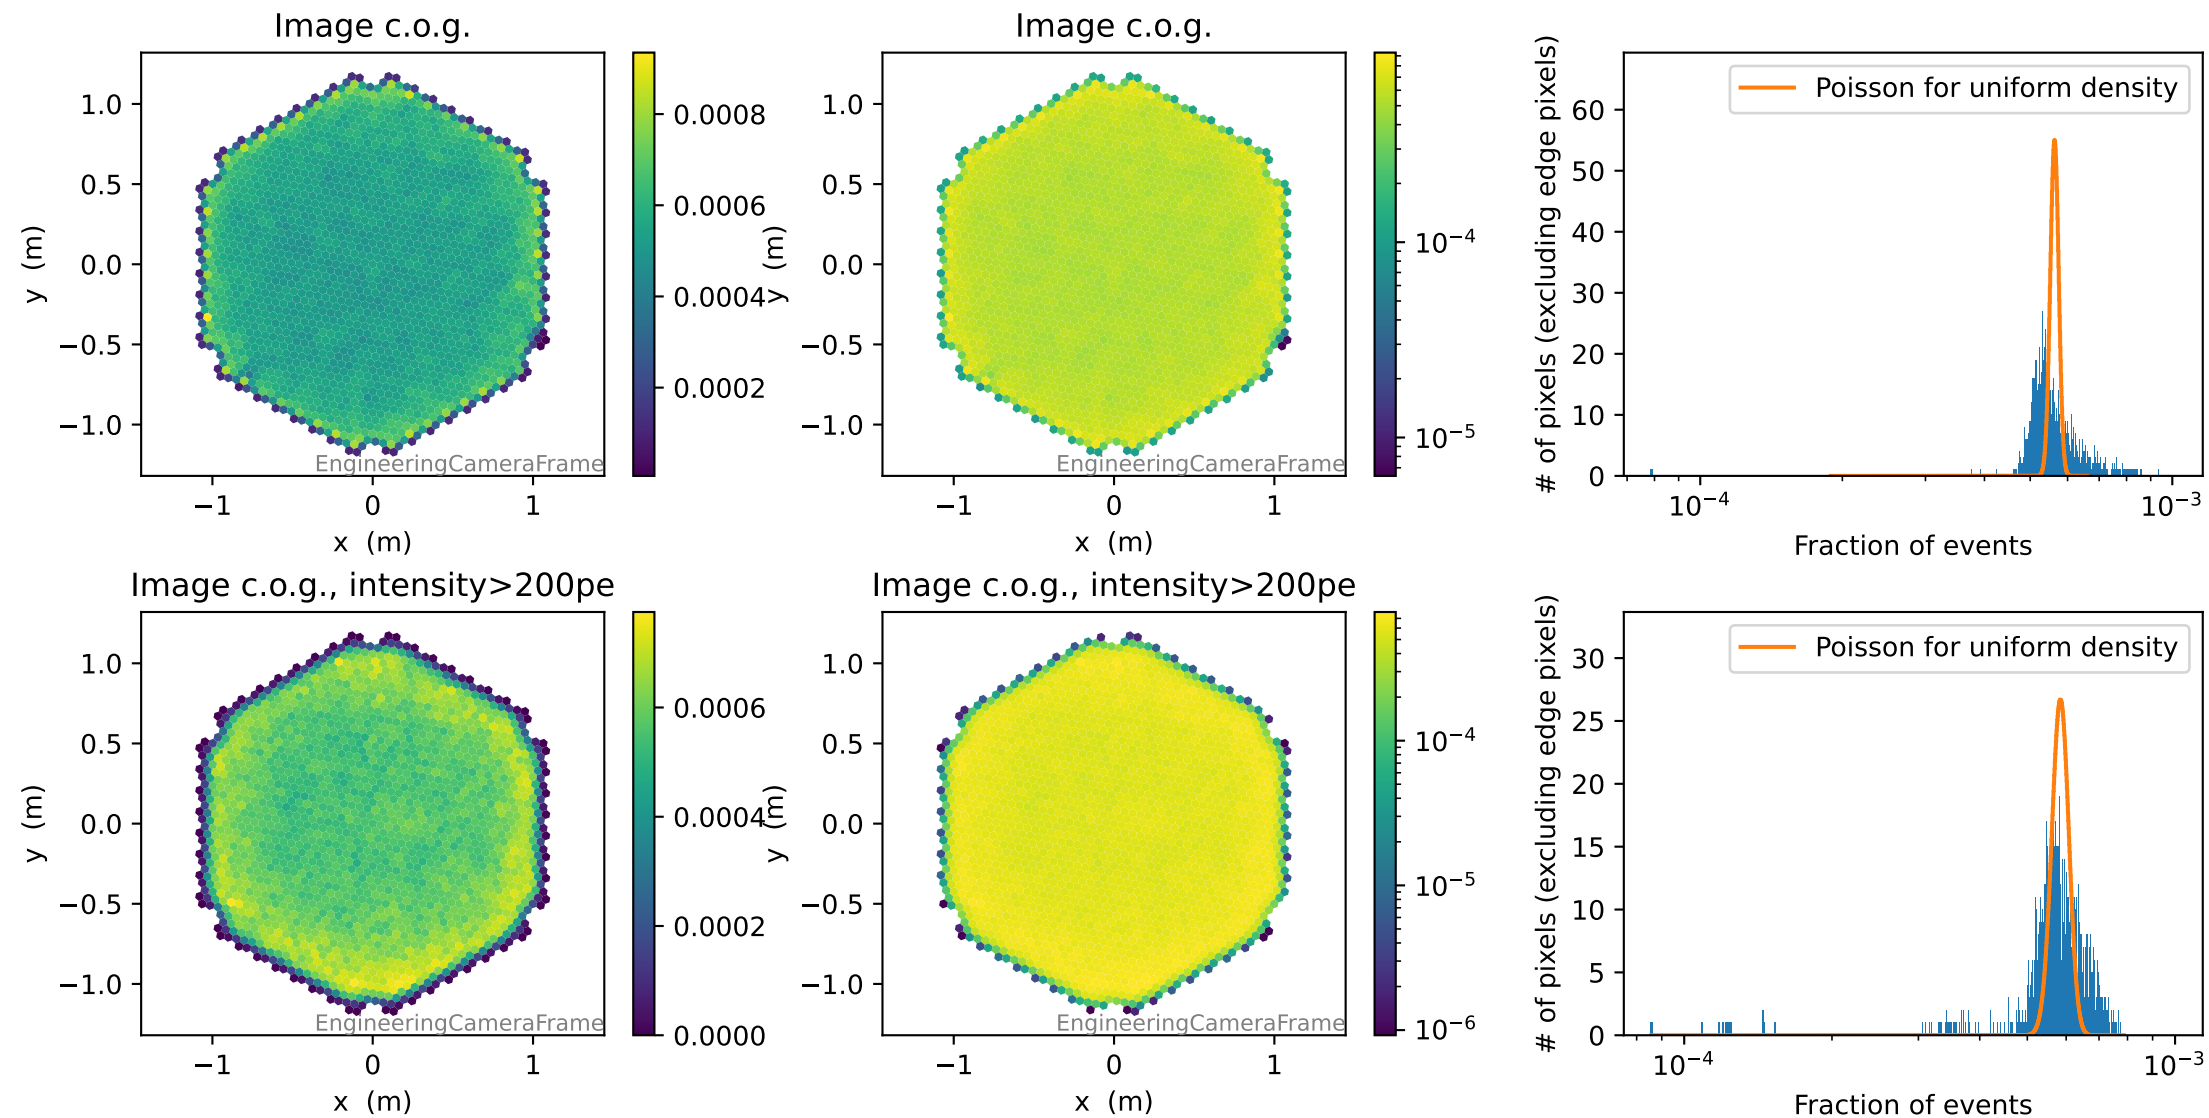 Image c.o.g.
1.0
0.5
0.0
−0.5
−1.0
y (m)
−1
0
1
x (m)
EngineeringCameraFrame
0.0008
0.0006
0.0004
0.0002
Image c.o.g.
1.0
0.5
0.0
−0.5
−1.0
y (m)
−1
0
1
x (m)
EngineeringCameraFrame
10⁻⁴
10⁻⁵
Poisson for uniform density
# of pixels (excluding edge pixels)
60
50
40
30
20
10
0
10⁻⁴
10⁻³
Fraction of events
Image c.o.g., intensity>200pe
1.0
0.5
0.0
−0.5
−1.0
y (m)
−1
0
1
x (m)
EngineeringCameraFrame
0.0006
0.0004
0.0002
0.0000
Image c.o.g., intensity>200pe
1.0
0.5
0.0
−0.5
−1.0
y (m)
−1
0
1
x (m)
EngineeringCameraFrame
10⁻⁴
10⁻⁵
10⁻⁶
Poisson for uniform density
# of pixels (excluding edge pixels)
30
25
20
15
10
5
0
10⁻⁴
10⁻³
Fraction of events